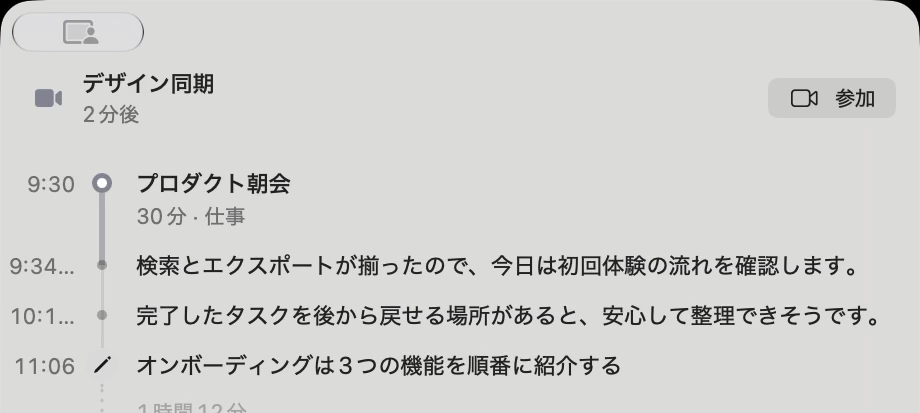 デザイン同期
2分後
参加
9:30 プロダクト朝会
30分・仕事
9:34... 検索とエクスポートが揃ったので、今日は初回体験の流れを確認します。
10:1... 完了したタスクを後から戻せる場所があると、安心して整理できそうです。
11:06 オンボーディングは3つの機能を順番に紹介する
1時間12分